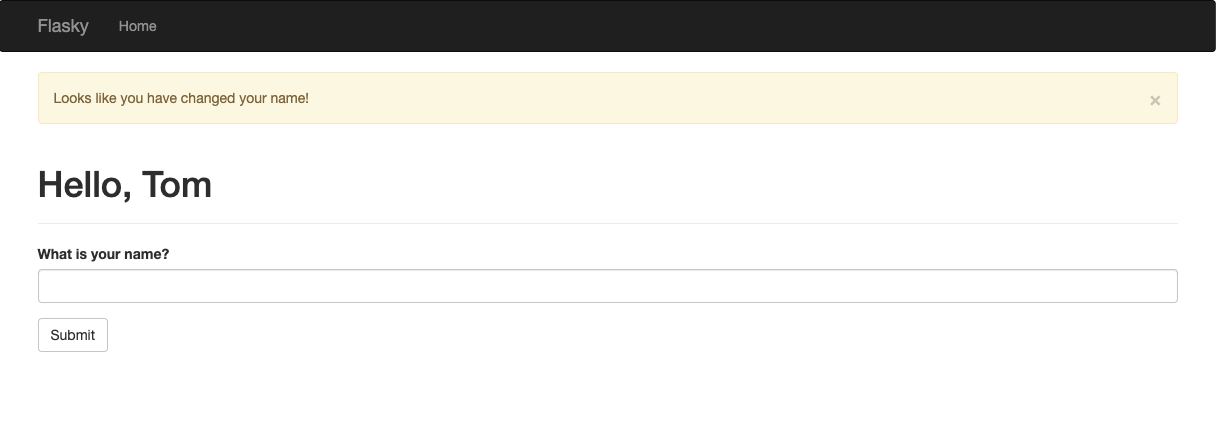 Flasky Home
Looks like you have changed your name! ×
Hello, Tom
What is your name?
Submit